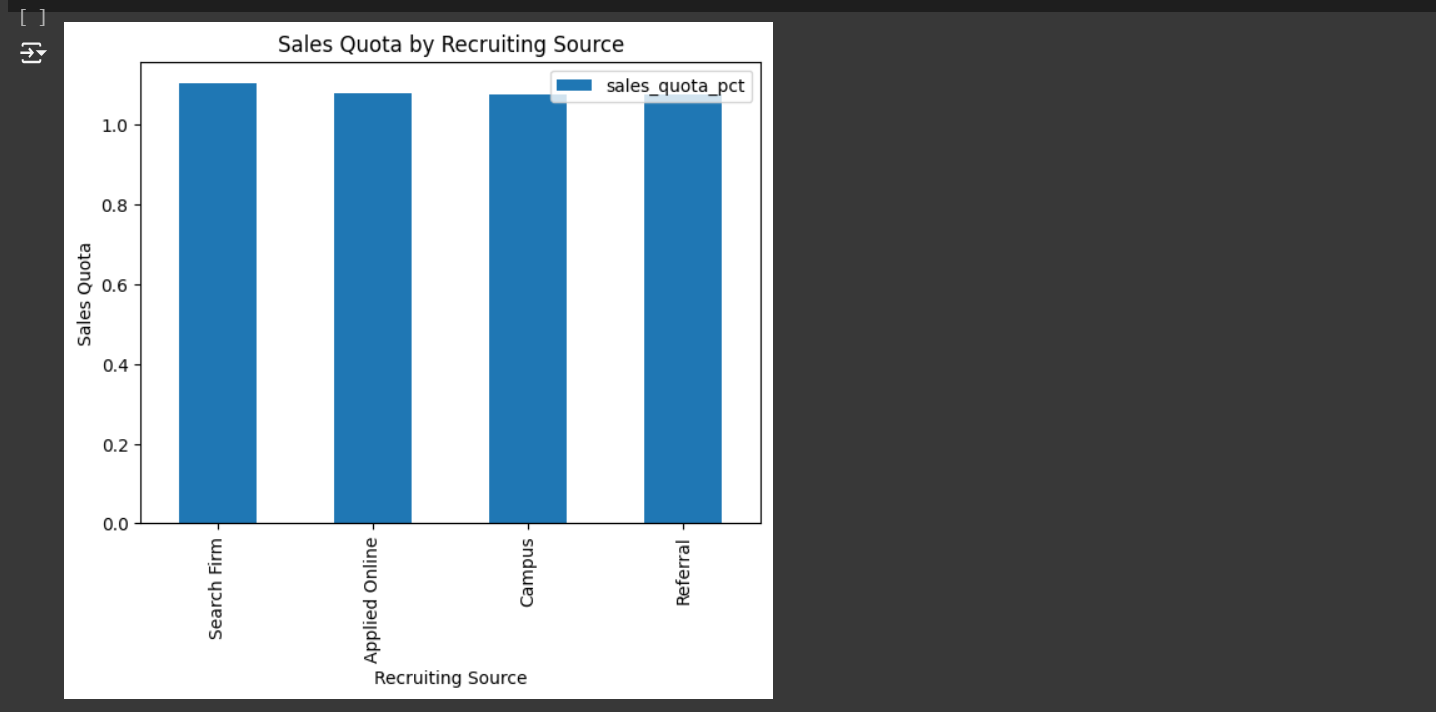 [ ]
Sales Quota by Recruiting Source
sales_quota_pct
1.0
0.8
0.6
0.4
0.2
0.0
Sales Quota
Search Firm
Applied Online
Campus
Referral
Recruiting Source